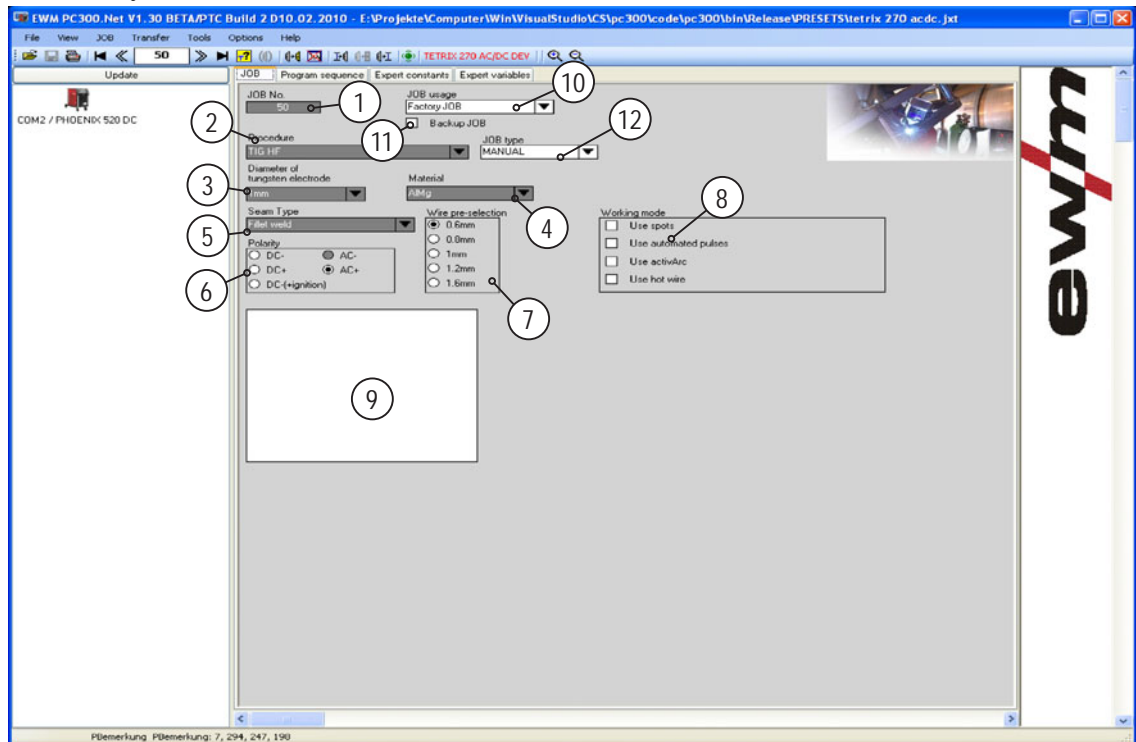 EWM PC300.Net V1.30 BETA/PTC Build 2 D10.02.2010 - E:\Projekte\Computer\Win\VisualStudio\CS\pc300\code\pc300\bin\Release\PRESETS\tetrix 270 acdc.jxt
File View JOB Transfer Tools Options Help
50 TETRIX 270 AC/DC DEV
Update
COM2 / PHOENIX 520 DC
JOB Program sequence Expert constants Expert variables
JOB No. JOB usage 10
50 1 Factory JOB
11 Backup JOB 12
2 Procedure JOB type
TIG HF MANUAL
Diameter of
tungsten electrode Material
3 1mm AlMg 4
Seam Type Wire pre-selection Working mode 8
5 Fillet weld 0.6mm Use spots
Polarity 0.8mm Use automated pulses
DC- AC- 1mm Use activArc
6 DC+ AC+ 1.2mm Use hot wire
DC-(+ignition) 1.6mm 7
9
ewm
PBemerkung PBemerkung: 7, 294, 247, 190